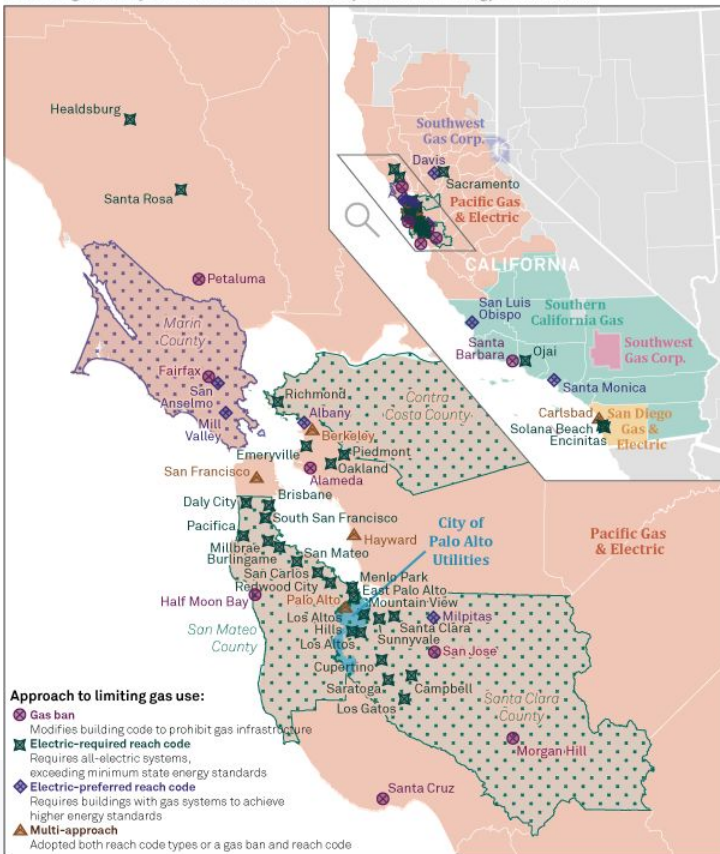 Healdsburg
Santa Rosa
Petaluma
Marin
County
Fairfax
San
Anselmo
Mill
Valley
Richmond
Albany
Berkeley
Contra
Costa County
Emeryville
Piedmont
Oakland
Alameda
San Francisco
Daly City
Brisbane
South San Francisco
Pacifica
Millbrae
Burlingame
San Mateo
Hayward
San Carlos
Redwood City
Menlo Park
East Palo Alto
Half Moon Bay
Palo Alto
Mountain View
Los Altos
Hills
Los Altos
Santa Clara
Sunnyvale
Milpitas
San Jose
San Mateo
County
Cupertino
Saratoga
Campbell
Los Gatos
Santa Clara
County
Morgan Hill
Santa Cruz
City of
Palo Alto
Utilities
Pacific Gas
& Electric
Southwest
Gas Corp.
Davis
Sacramento
Pacific Gas
& Electric
CALIFORNIA
San Luis
Obispo
Southern
California Gas
Santa
Barbara
Ojai
Southwest
Gas Corp.
Santa Monica
Carlsbad
Solana Beach
Encinitas
San Diego
Gas &
Electric
Approach to limiting gas use:
Gas ban
Modifies building code to prohibit gas infrastructure
Electric-required reach code
Requires all-electric systems,
exceeding minimum state energy standards
Electric-preferred reach code
Requires buildings with gas systems to achieve
higher energy standards
Multi-approach
Adopted both reach code types or a gas ban and reach code